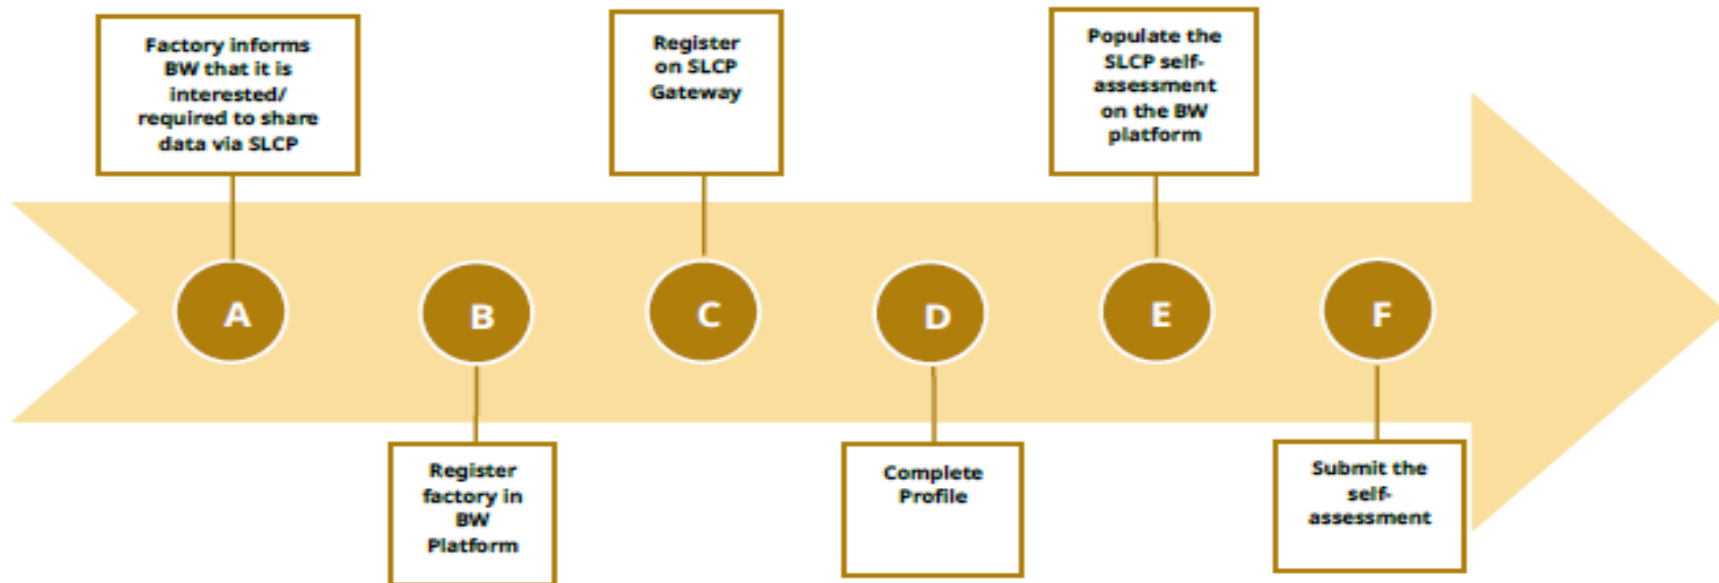 Factory informs
BW that it is
interested/
required to share
data via SLCP
Register
on SLCP
Gateway
Populate the
SLCP self-
assessment
on the BW
platform
A
B
C
D
E
F
Register
factory in
BW
Platform
Complete
Profile
Submit the
self-
assessment